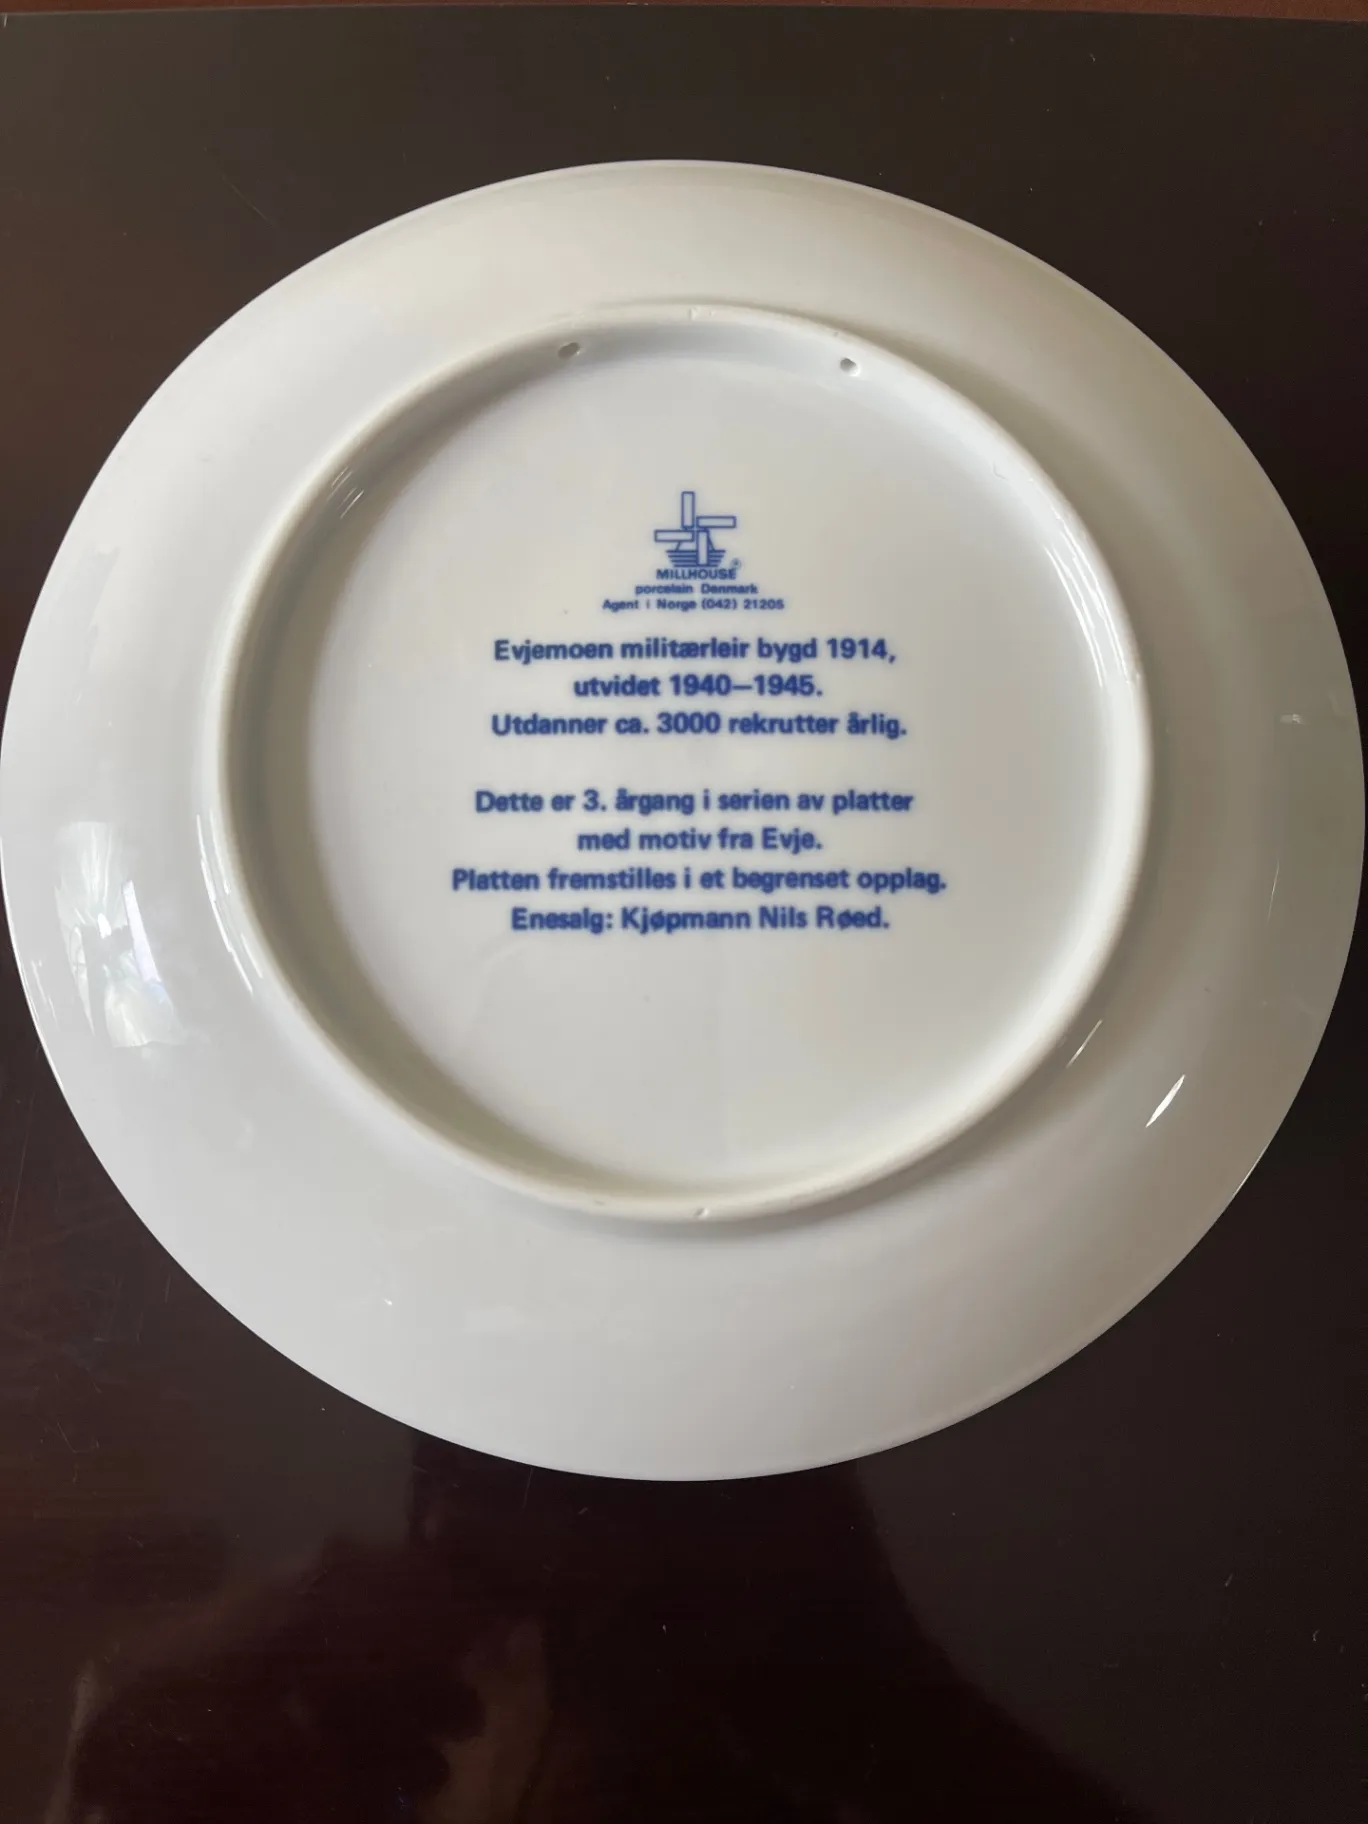 MILLHOUSE®
porcelain Denmark
Agent i Norge (042) 21205
Evjemoen militærleir bygd 1914,
utvidet 1940–1945.
Utdanner ca. 3000 rekrutter årlig.
Dette er 3. årgang i serien av platter
med motiv fra Evje.
Platten fremstilles i et begrenset opplag.
Enesalg: Kjøpmann Nils Røed.